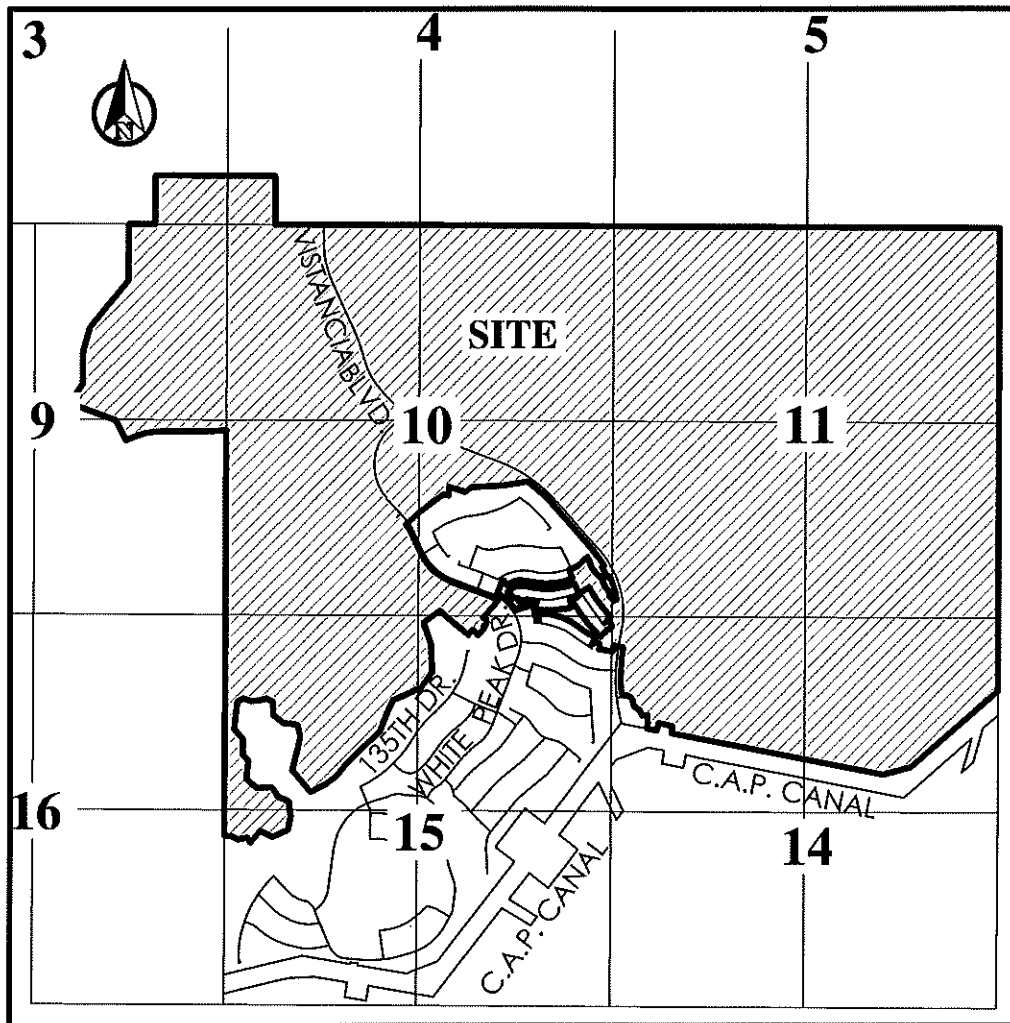 3
4
5
N
VISTANCIA BLVD.
SITE
9
10
11
135TH DR.
WHITE PEAK DR.
C.A.P. CANAL
16
15
14
C.A.P. CANAL